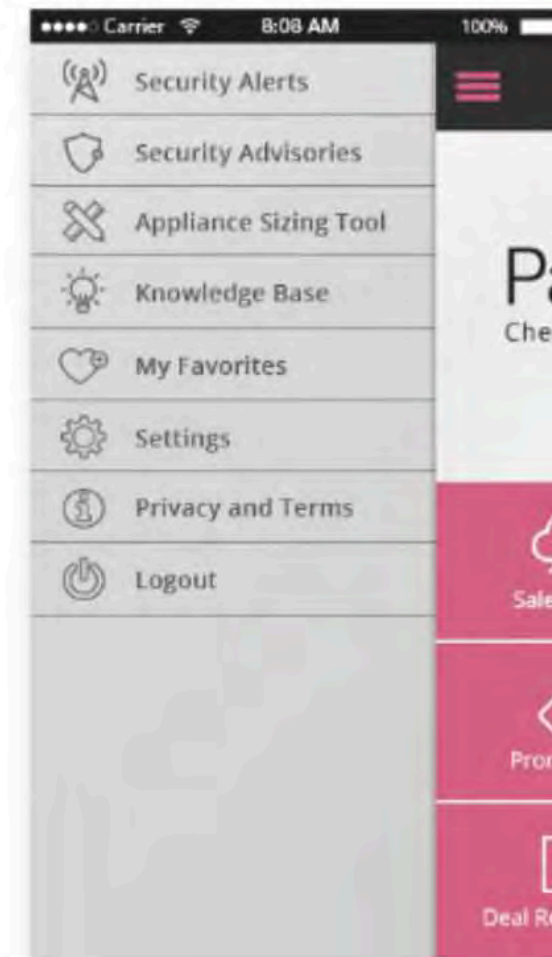 Carrier 8:08 AM 100%
Security Alerts
Security Advisories
Appliance Sizing Tool
Knowledge Base
My Favorites
Settings
Privacy and Terms
Logout
Pa
Che
Sale
Pro
Deal Re